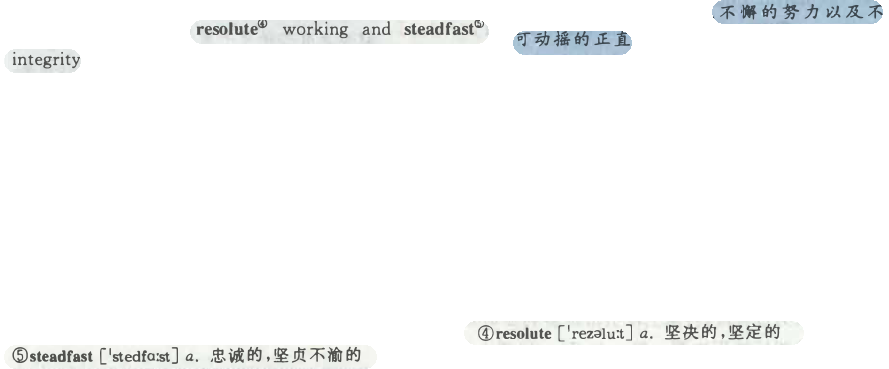 resolute④ working and steadfast⑤
integrity
不懈的努力以及不
可动摇的正直
④resolute [ˈrezəluːt] a. 坚决的,坚定的
⑤steadfast [ˈstedfɑːst] a. 忠诚的,坚贞不渝的